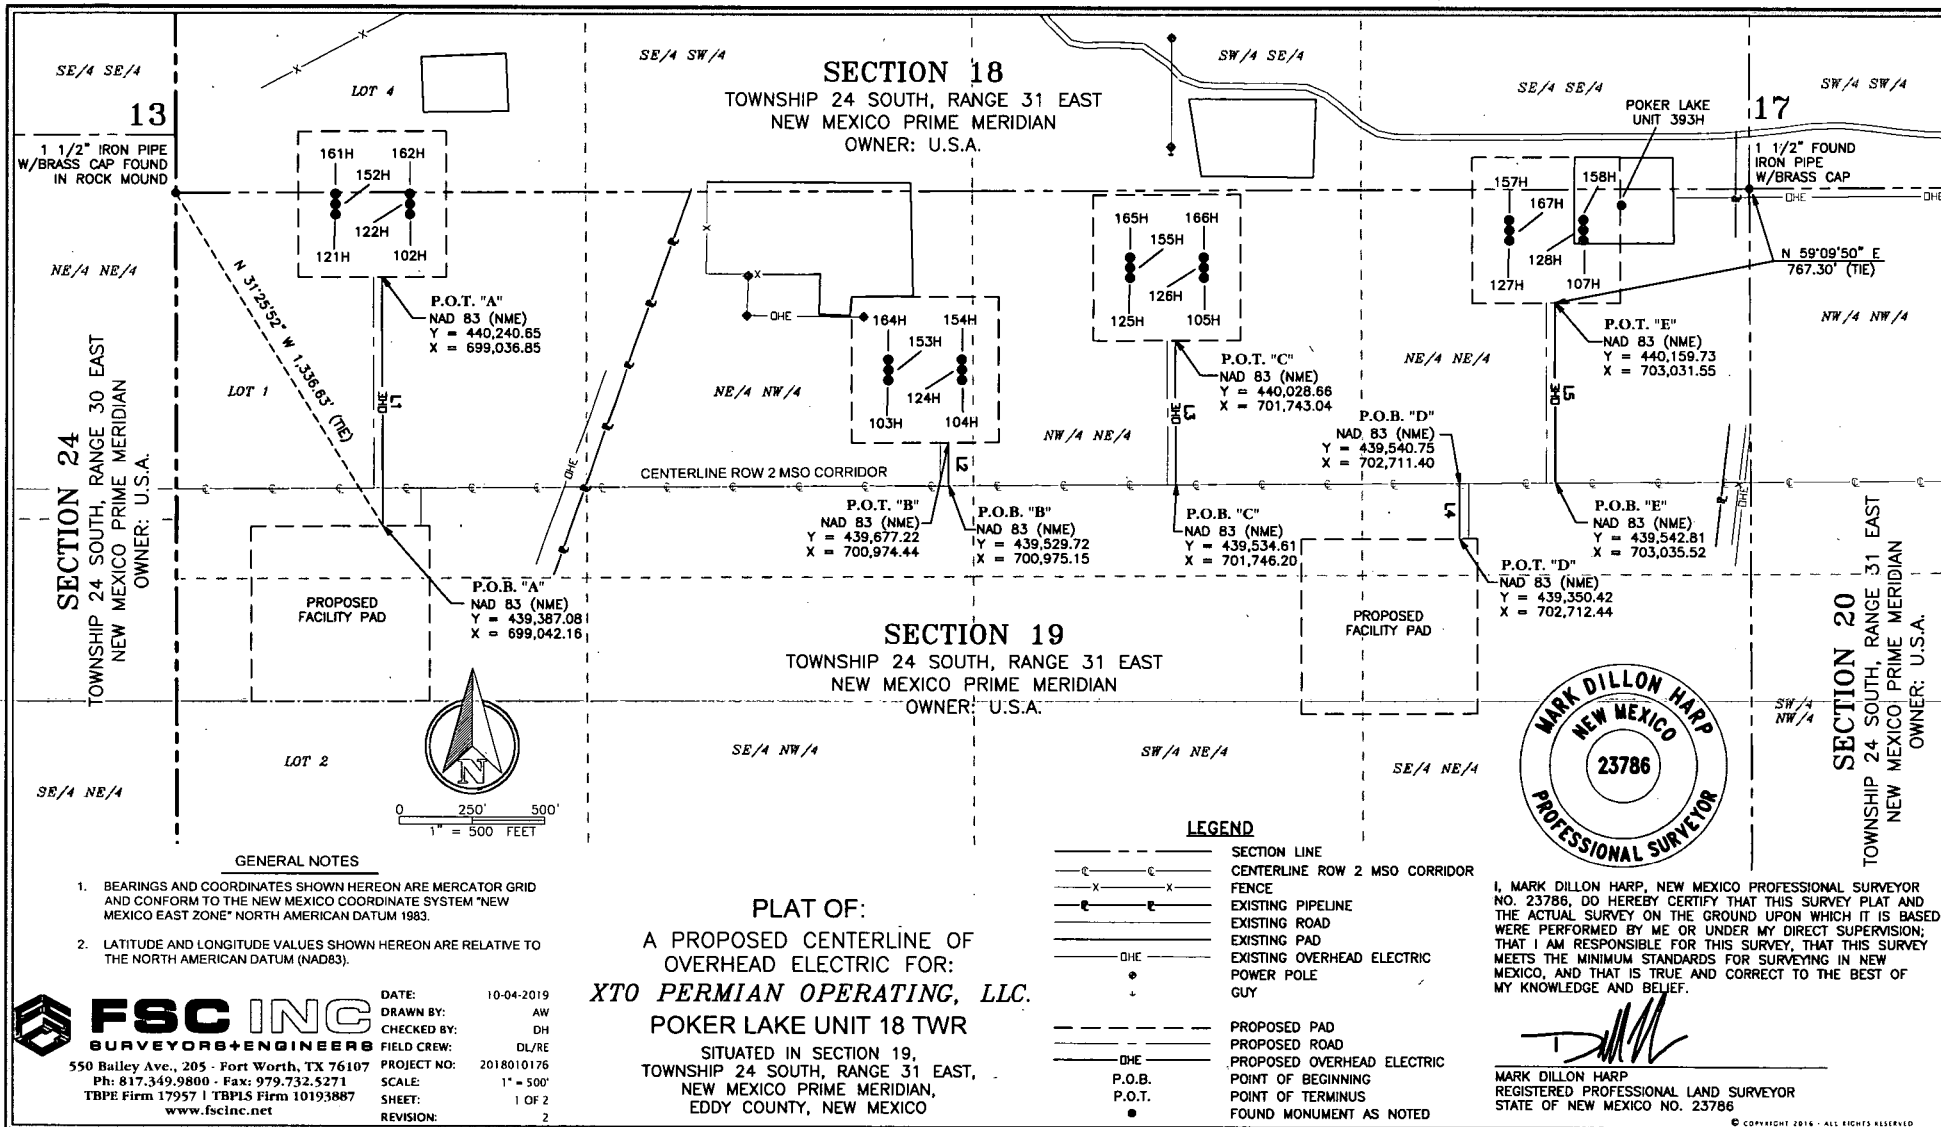 SE/4 SE/4
13
1 1/2" IRON PIPE
W/BRASS CAP FOUND
IN ROCK MOUND
LOT 4
SE/4 SW/4
SECTION 18
TOWNSHIP 24 SOUTH, RANGE 31 EAST
NEW MEXICO PRIME MERIDIAN
OWNER: U.S.A.
SW/4 SE/4
SE/4 SE/4
POKER LAKE
UNIT 393H
17
SW/4 SW/4
1 1/2" FOUND
IRON PIPE
W/BRASS CAP
161H
162H
152H
122H
121H
102H
165H
166H
155H
126H
125H
105H
157H
158H
167H
128H
127H
107H
OHE
OHE
N 59°09'50" E
767.30' (TIE)
NE/4 NE/4
N 31°25'52" W 1,336.63' (TIE)
P.O.T. "A"
NAD 83 (NME)
Y = 440,240.65
X = 699,036.85
OHE
164H
154H
153H
124H
103H
104H
P.O.T. "C"
NAD 83 (NME)
Y = 440,028.66
X = 701,743.04
P.O.T. "E"
NAD 83 (NME)
Y = 440,159.73
X = 703,031.55
NW/4 NW/4
LOT 1
OHE
L1
NE/4 NW/4
NW/4 NE/4
OHE
L3
NE/4 NE/4
OHE
L5
P.O.B. "D"
NAD 83 (NME)
Y = 439,540.75
X = 702,711.40
OHE
CENTERLINE ROW 2 MSO CORRIDOR
L2
L4
OHE
P.O.T. "B"
NAD 83 (NME)
Y = 439,677.22
X = 700,974.44
P.O.B. "B"
NAD 83 (NME)
Y = 439,529.72
X = 700,975.15
P.O.B. "C"
NAD 83 (NME)
Y = 439,534.61
X = 701,746.20
P.O.B. "E"
NAD 83 (NME)
Y = 439,542.81
X = 703,035.52
P.O.T. "D"
NAD 83 (NME)
Y = 439,350.42
X = 702,712.44
P.O.B. "A"
NAD 83 (NME)
Y = 439,387.08
X = 699,042.16
SECTION 24
TOWNSHIP 24 SOUTH, RANGE 30 EAST
NEW MEXICO PRIME MERIDIAN
OWNER: U.S.A.
PROPOSED
FACILITY PAD
PROPOSED
FACILITY PAD
SECTION 19
TOWNSHIP 24 SOUTH, RANGE 31 EAST
NEW MEXICO PRIME MERIDIAN
OWNER: U.S.A.
SECTION 20
TOWNSHIP 24 SOUTH, RANGE 31 EAST
NEW MEXICO PRIME MERIDIAN
OWNER: U.S.A.
SE/4 NE/4
LOT 2
SE/4 NW/4
SW/4 NE/4
SE/4 NE/4
SW/4
NW/4
N
0 250' 500'
1" = 500 FEET
MARK DILLON HARP
NEW MEXICO
23786
PROFESSIONAL SURVEYOR
GENERAL NOTES
1. BEARINGS AND COORDINATES SHOWN HEREON ARE MERCATOR GRID
AND CONFORM TO THE NEW MEXICO COORDINATE SYSTEM "NEW
MEXICO EAST ZONE" NORTH AMERICAN DATUM 1983.
2. LATITUDE AND LONGITUDE VALUES SHOWN HEREON ARE RELATIVE TO
THE NORTH AMERICAN DATUM (NAD83).
FSC INC
SURVEYORS+ENGINEERS
550 Bailey Ave., 205 - Fort Worth, TX 76107
Ph: 817.349.9800 - Fax: 979.732.5271
TBPE Firm 17957 | TBPLS Firm 10193887
www.fscinc.net
DATE: 10-04-2019
DRAWN BY: AW
CHECKED BY: DH
FIELD CREW: DL/RE
PROJECT NO: 2018010176
SCALE: 1" = 500'
SHEET: 1 OF 2
REVISION: 2
PLAT OF:
A PROPOSED CENTERLINE OF
OVERHEAD ELECTRIC FOR:
XTO PERMIAN OPERATING, LLC.
POKER LAKE UNIT 18 TWR
SITUATED IN SECTION 19,
TOWNSHIP 24 SOUTH, RANGE 31 EAST,
NEW MEXICO PRIME MERIDIAN,
EDDY COUNTY, NEW MEXICO
LEGEND
SECTION LINE
CENTERLINE ROW 2 MSO CORRIDOR
X X FENCE
EXISTING PIPELINE
EXISTING ROAD
EXISTING PAD
OHE EXISTING OVERHEAD ELECTRIC
POWER POLE
GUY
PROPOSED PAD
PROPOSED ROAD
OHE PROPOSED OVERHEAD ELECTRIC
P.O.B. POINT OF BEGINNING
P.O.T. POINT OF TERMINUS
FOUND MONUMENT AS NOTED
I, MARK DILLON HARP, NEW MEXICO PROFESSIONAL SURVEYOR
NO. 23786, DO HEREBY CERTIFY THAT THIS SURVEY PLAT AND
THE ACTUAL SURVEY ON THE GROUND UPON WHICH IT IS BASED
WERE PERFORMED BY ME OR UNDER MY DIRECT SUPERVISION;
THAT I AM RESPONSIBLE FOR THIS SURVEY, THAT THIS SURVEY
MEETS THE MINIMUM STANDARDS FOR SURVEYING IN NEW
MEXICO, AND THAT IS TRUE AND CORRECT TO THE BEST OF
MY KNOWLEDGE AND BELIEF.
MARK DILLON HARP
REGISTERED PROFESSIONAL LAND SURVEYOR
STATE OF NEW MEXICO NO. 23786
© COPYRIGHT 2016 - ALL RIGHTS RESERVED